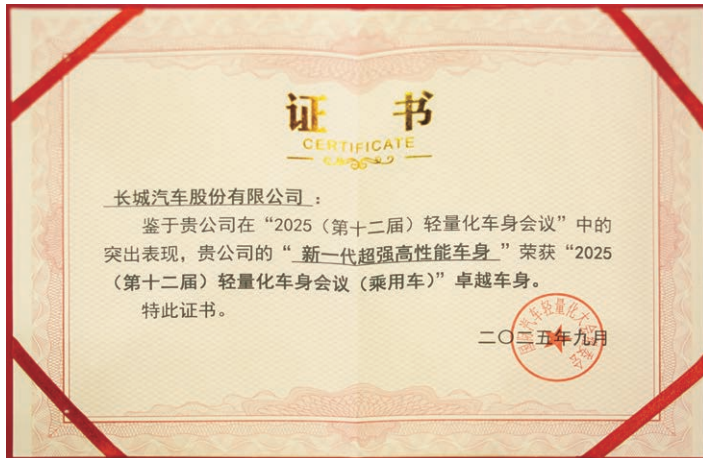 证 书
CERTIFICATE
长城汽车股份有限公司：
鉴于贵公司在“2025（第十二届）轻量化车身会议”中的
突出表现，贵公司的“新一代超强高性能车身”荣获“2025
（第十二届）轻量化车身会议（乘用车）”卓越车身。
特此证书。
二〇二五年九月